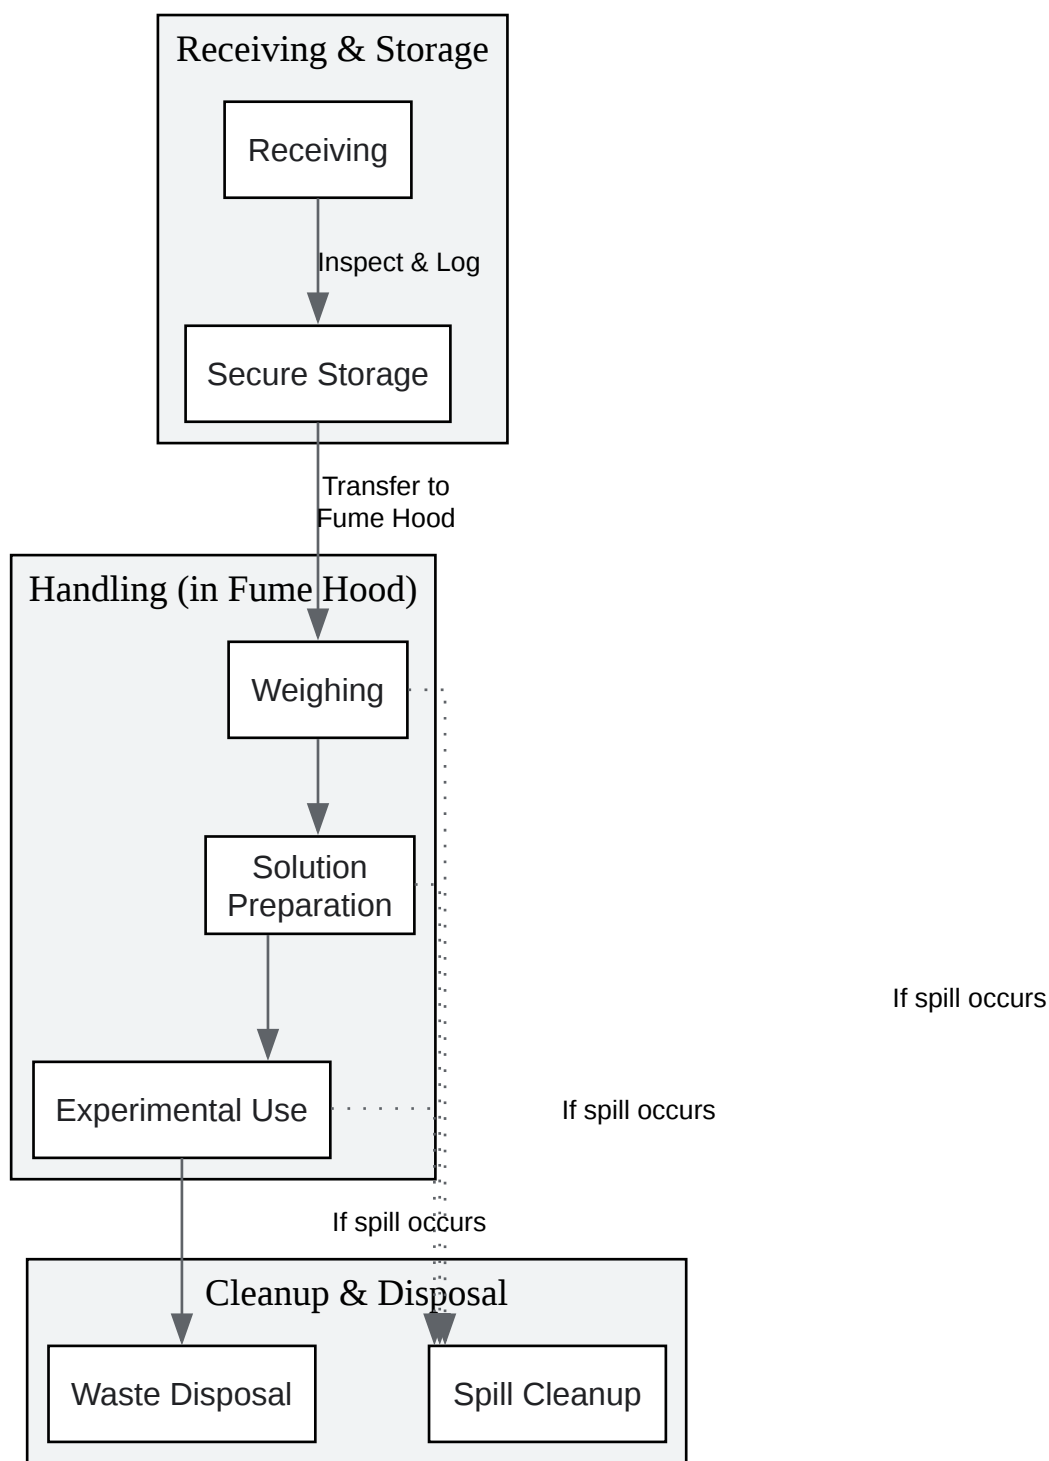 Receiving & Storage
Receiving
Inspect & Log
Secure Storage
Transfer to
Fume Hood
Handling (in Fume Hood)
Weighing
Solution
Preparation
If spill occurs
Experimental Use
If spill occurs
If spill occurs
Cleanup & Disposal
Waste Disposal
Spill Cleanup